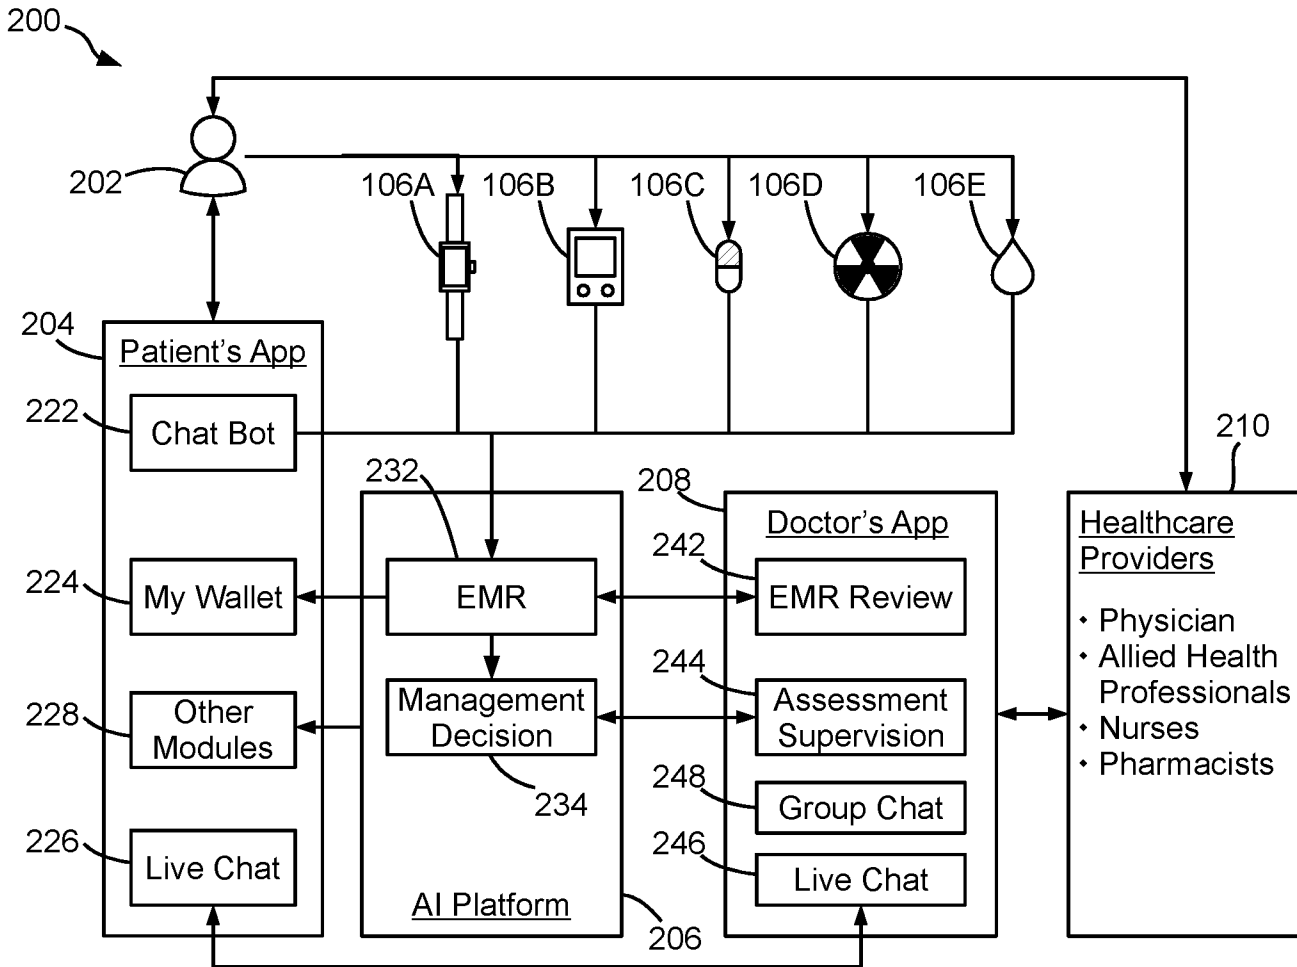 200
202
106A
106B
106C
106D
106E
204
Patient's App
222
Chat Bot
210
232
208
Doctor's App
Healthcare
Providers
242
224
My Wallet
EMR
EMR Review
• Physician
• Allied Health
Professionals
• Nurses
• Pharmacists
244
228
Other
Modules
Management
Decision
Assessment
Supervision
234
248
Group Chat
226
Live Chat
246
Live Chat
AI Platform
206